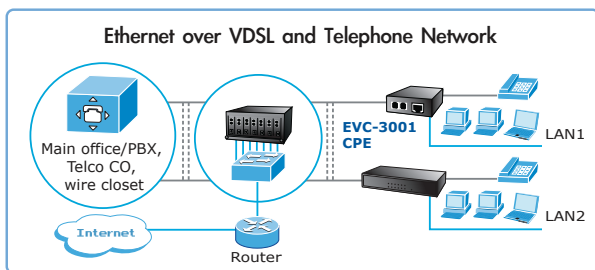 Ethernet over VDSL and Telephone Network
Main office/PBX,
Telco CO,
wire closet
EVC-3001
CPE
LAN1
LAN2
Internet
Router